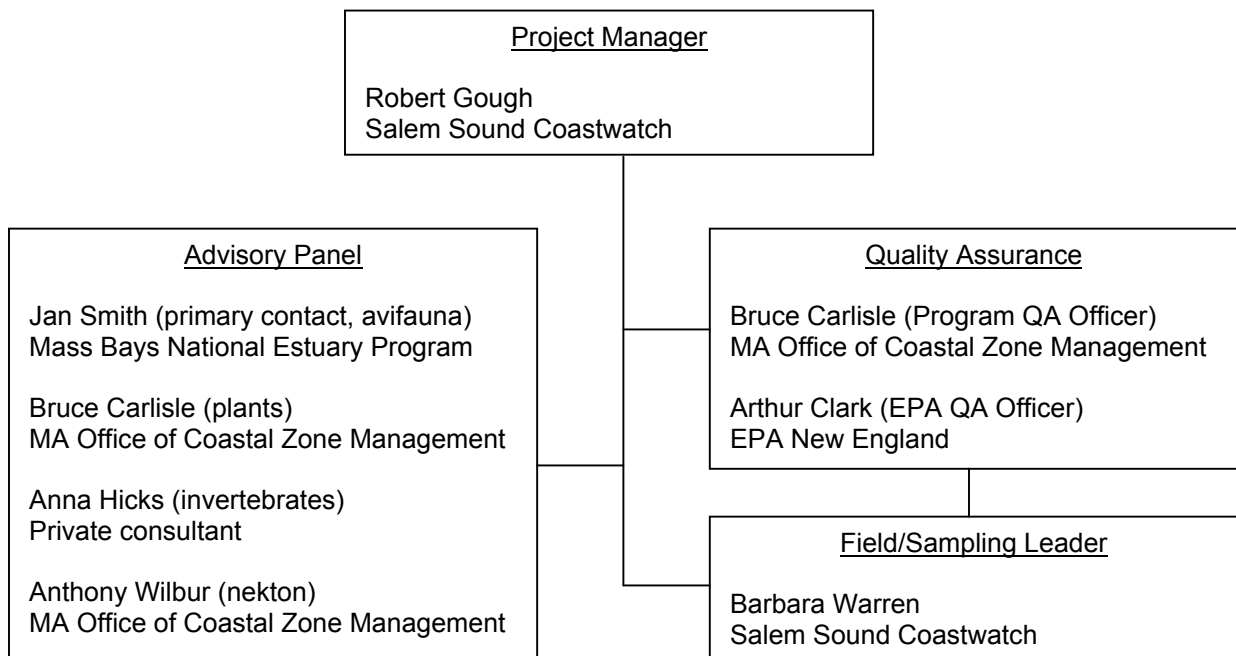 Project Manager
Robert Gough
Salem Sound Coastwatch
Advisory Panel
Jan Smith (primary contact, avifauna)
Mass Bays National Estuary Program
Bruce Carlisle (plants)
MA Office of Coastal Zone Management
Anna Hicks (invertebrates)
Private consultant
Anthony Wilbur (nekton)
MA Office of Coastal Zone Management
Quality Assurance
Bruce Carlisle (Program QA Officer)
MA Office of Coastal Zone Management
Arthur Clark (EPA QA Officer)
EPA New England
Field/Sampling Leader
Barbara Warren
Salem Sound Coastwatch